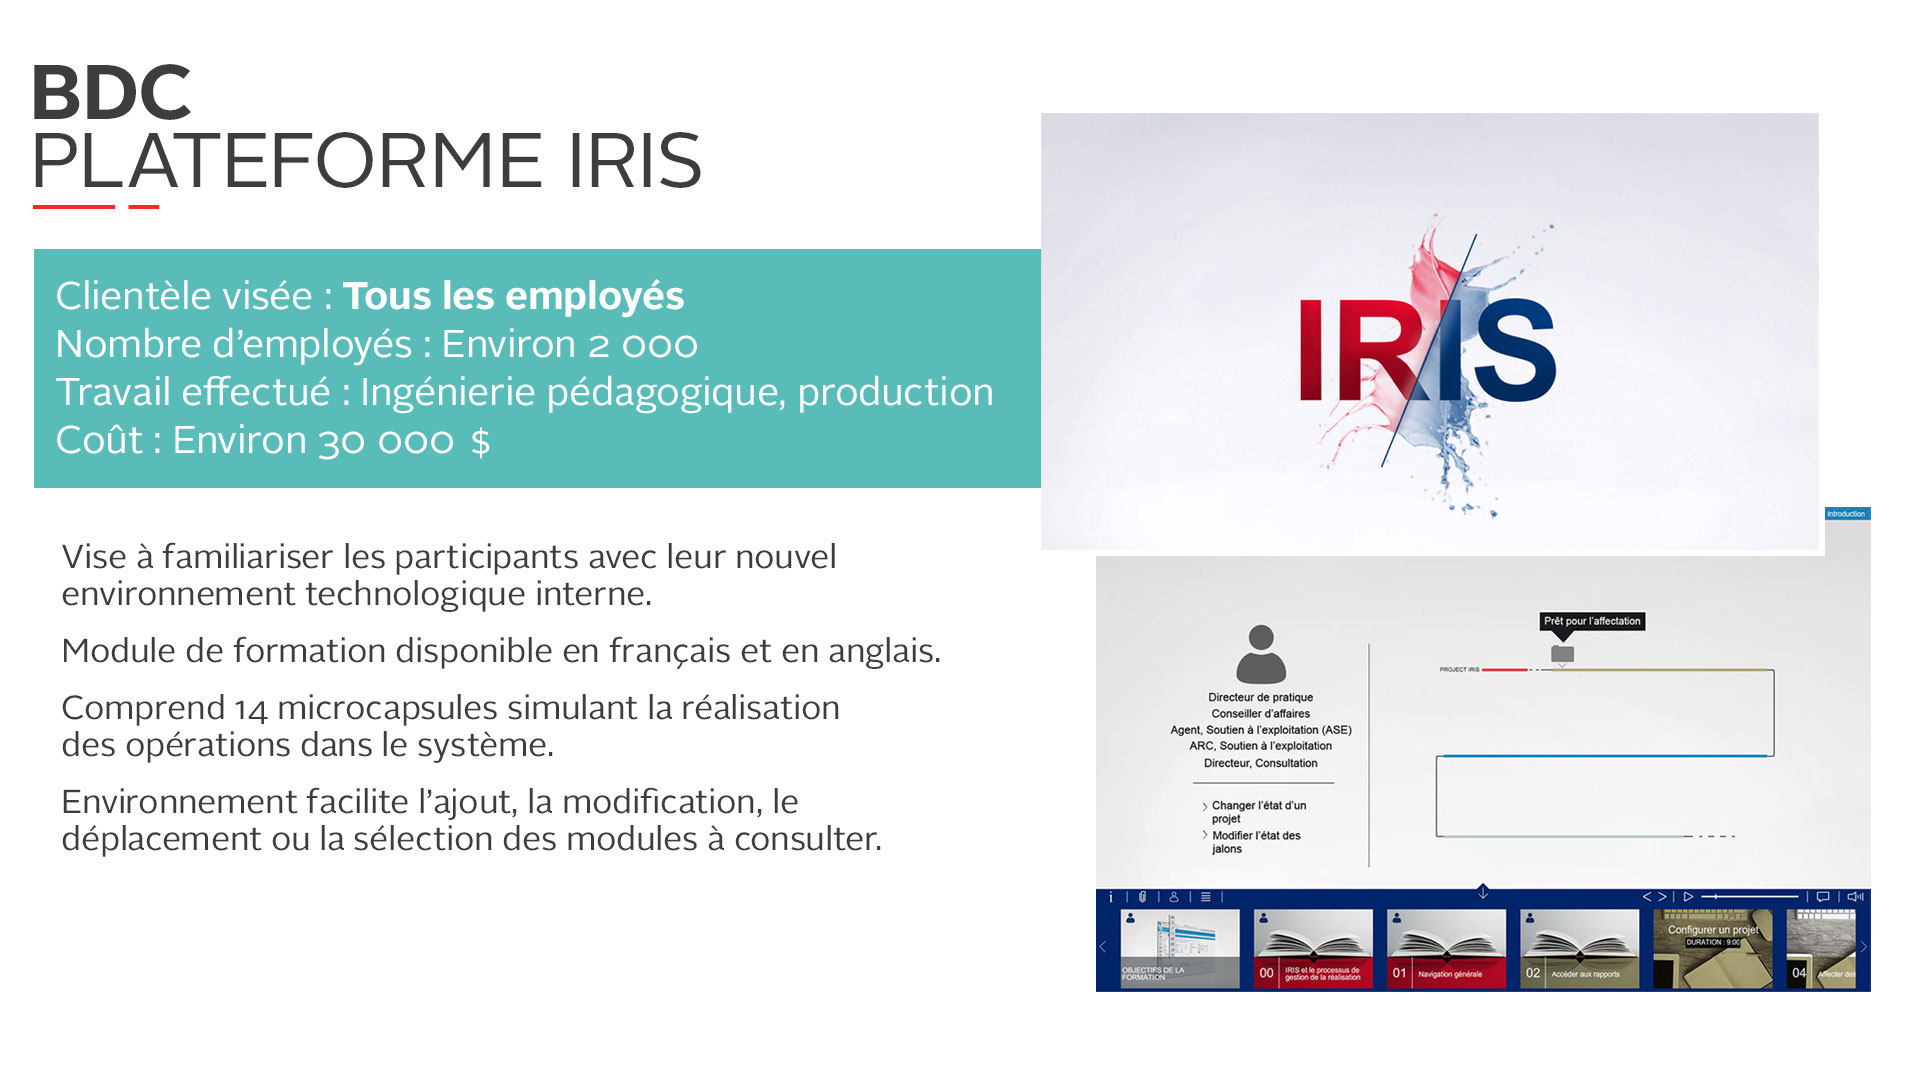 BDC
PLATEFORME IRIS
Clientèle visée : Tous les employés
Nombre d’employés : Environ 2 000
Travail effectué : Ingénierie pédagogique, production
Coût : Environ 30 000 $
Vise à familiariser les participants avec leur nouvel
environnement technologique interne.
Module de formation disponible en français et en anglais.
Comprend 14 microcapsules simulant la réalisation
des opérations dans le système.
Environnement facilite l’ajout, la modification, le
déplacement ou la sélection des modules à consulter.
IRIS
Introduction
Prêt pour l’affectation
PROJECT IRIS
Directeur de pratique
Conseiller d’affaires
Agent, Soutien à l’exploitation (ASE)
ARC, Soutien à l’exploitation
Directeur, Consultation
Changer l’état d’un
projet
Modifier l’état des
jalons
OBJECTIFS DE LA
FORMATION
00 IRIS et le processus de
gestion de la réalisation
01 Navigation générale
02 Accéder aux rapports
Configurer un projet
DURATION : 9:00
04 Affecter des